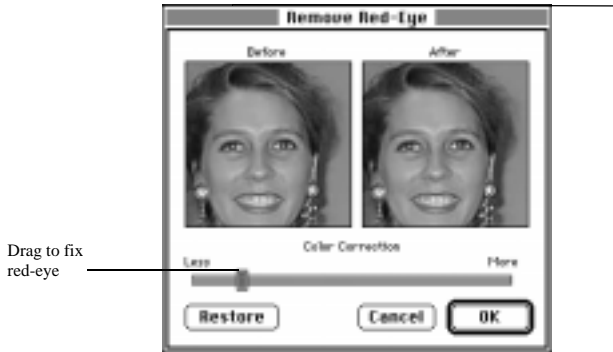 Remove Red-Eye
Before After
Color Correction
Less More
Drag to fix
red-eye
Restore Cancel OK